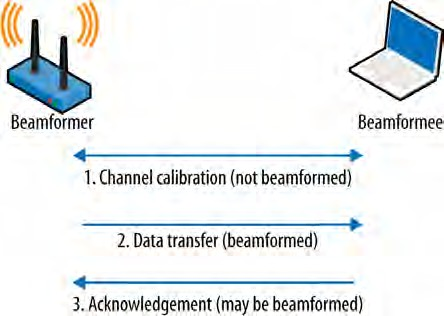 Beamformer
Beamformee
1. Channel calibration (not beamformed)
2. Data transfer (beamformed)
3. Acknowledgement (may be beamformed)